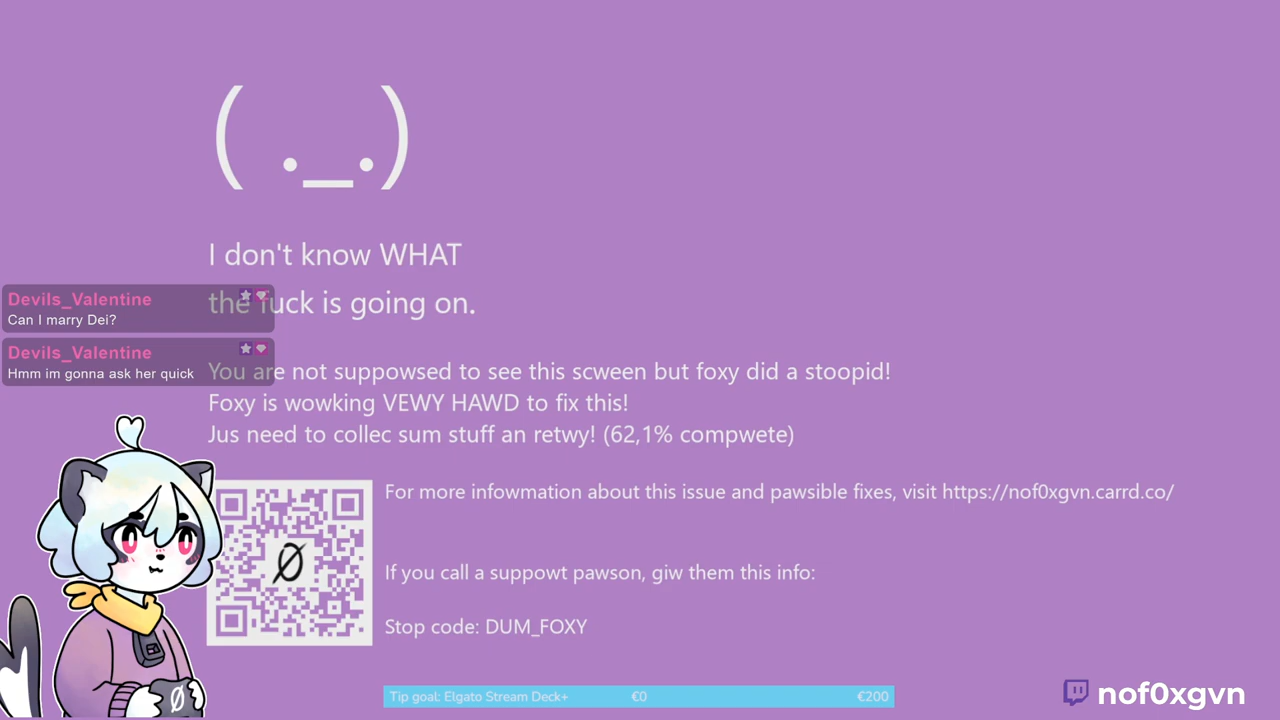 ( ._.)
I don't know WHAT
the fuck is going on.
Devils_Valentine
Can I marry Dei?
Devils_Valentine
Hmm im gonna ask her quick
You are not suppowsed to see this scween but foxy did a stoopid!
Foxy is wowking VEWY HAWD to fix this!
Jus need to collec sum stuff an retwy! (62,1% compwete)
For more infowmation about this issue and pawsible fixes, visit https://nof0xgvn.carrd.co/
If you call a suppowt pawson, giw them this info:
Stop code: DUM_FOXY
Ø
Ø
Tip goal: Elgato Stream Deck+ €0 €200
nof0xgvn